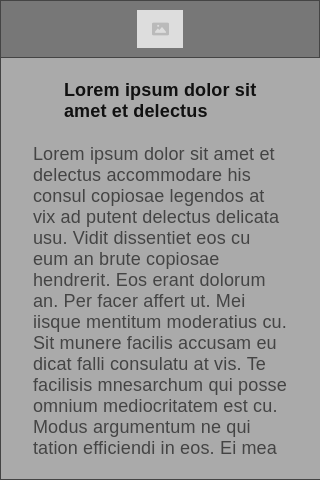 Lorem ipsum dolor sit
amet et delectus
Lorem ipsum dolor sit amet et
delectus accommodare his
consul copiosae legendos at
vix ad putent delectus delicata
usu. Vidit dissentiet eos cu
eum an brute copiosae
hendrerit. Eos erant dolorum
an. Per facer affert ut. Mei
iisque mentitum moderatius cu.
Sit munere facilis accusam eu
dicat falli consulatu at vis. Te
facilisis mnesarchum qui posse
omnium mediocritatem est cu.
Modus argumentum ne qui
tation efficiendi in eos. Ei mea